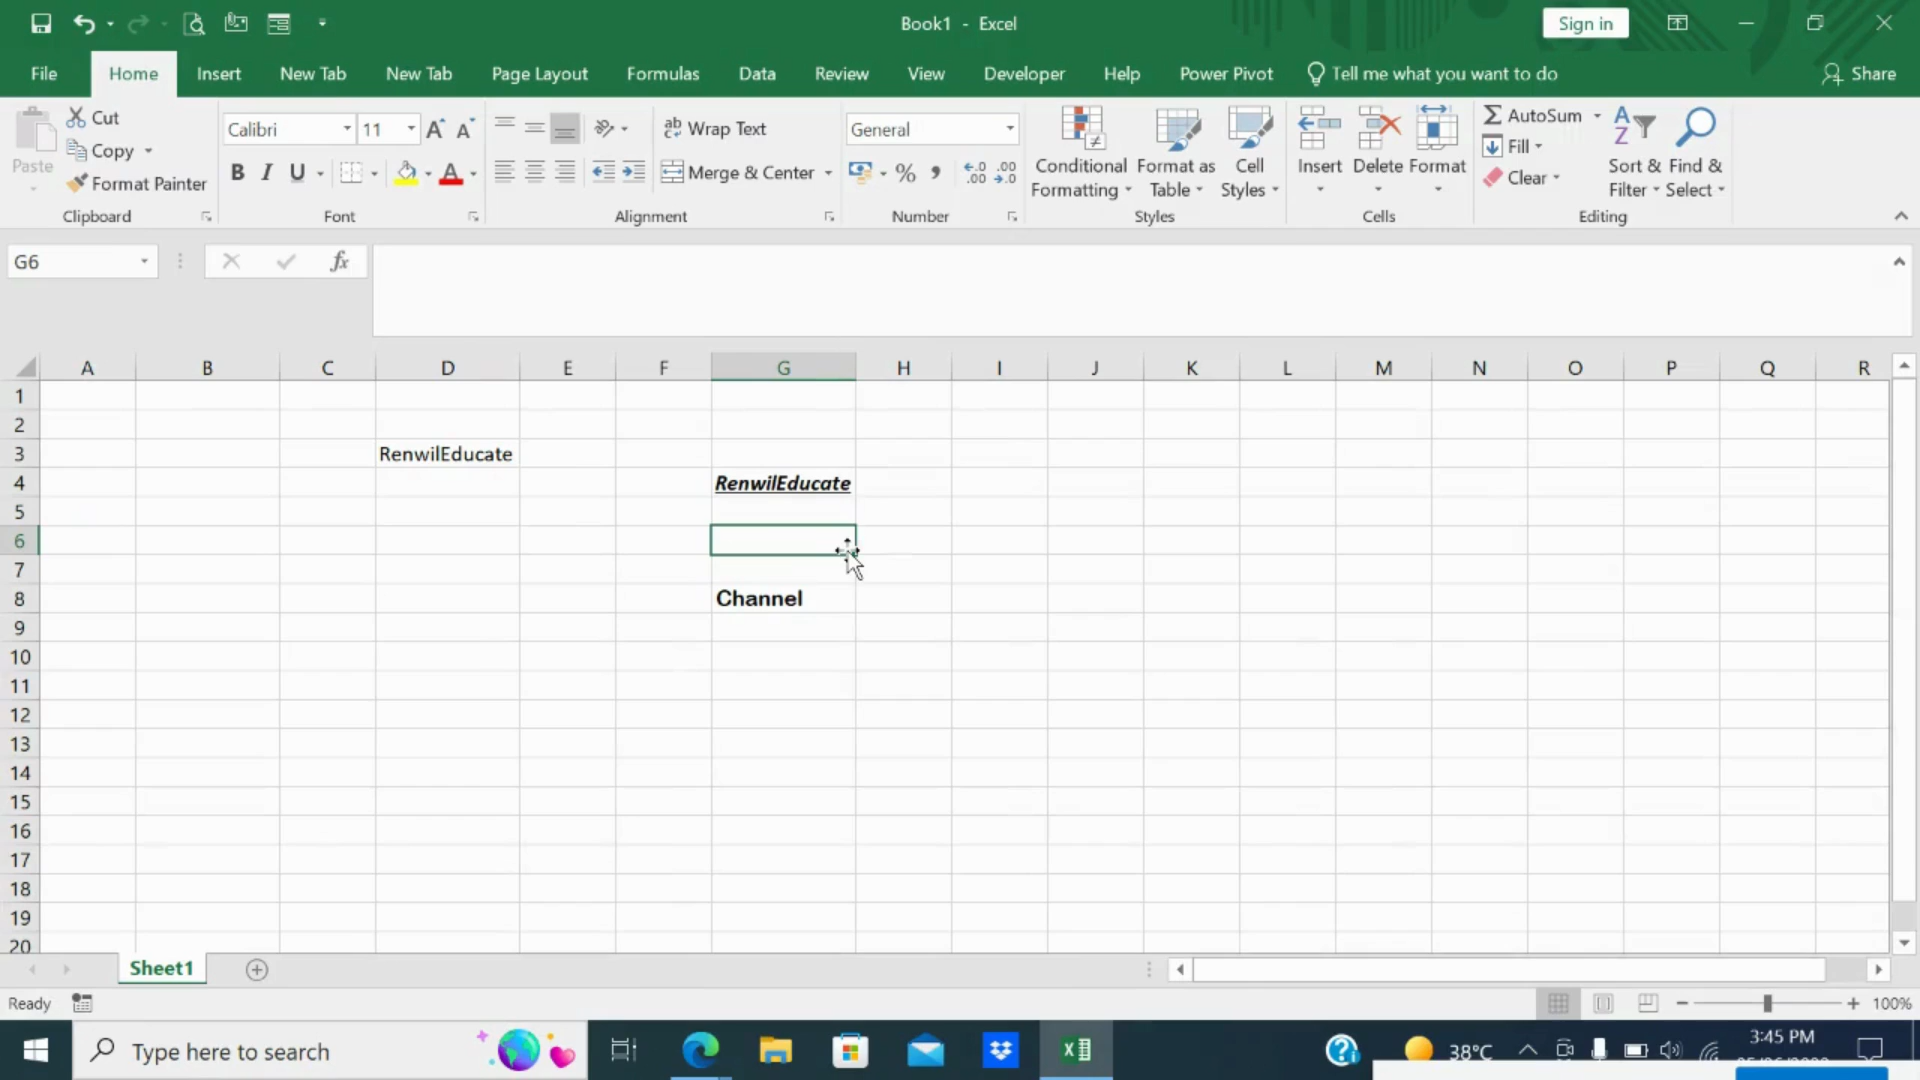 Book1 - Excel
Sign in
File Home Insert New Tab New Tab Page Layout Formulas Data Review View Developer Help Power Pivot Tell me what you want to do Share
Paste
Cut
Copy
Format Painter
Clipboard
Calibri 11
B I U
Font
Wrap Text
Merge & Center
Alignment
General
Number
Conditional Formatting
Format as Table
Cell Styles
Styles
Insert Delete Format
Cells
AutoSum
Fill
Clear
Sort & Filter
Find & Select
Editing
G6 fx
A B C D E F G H I J K L M N O P Q R
1
2
3 RenwilEducate
4 RenwilEducate
5
6
7
8 Channel
9
10
11
12
13
14
15
16
17
18
19
20
Sheet1
Ready 100%
Type here to search 38°C 3:45 PM